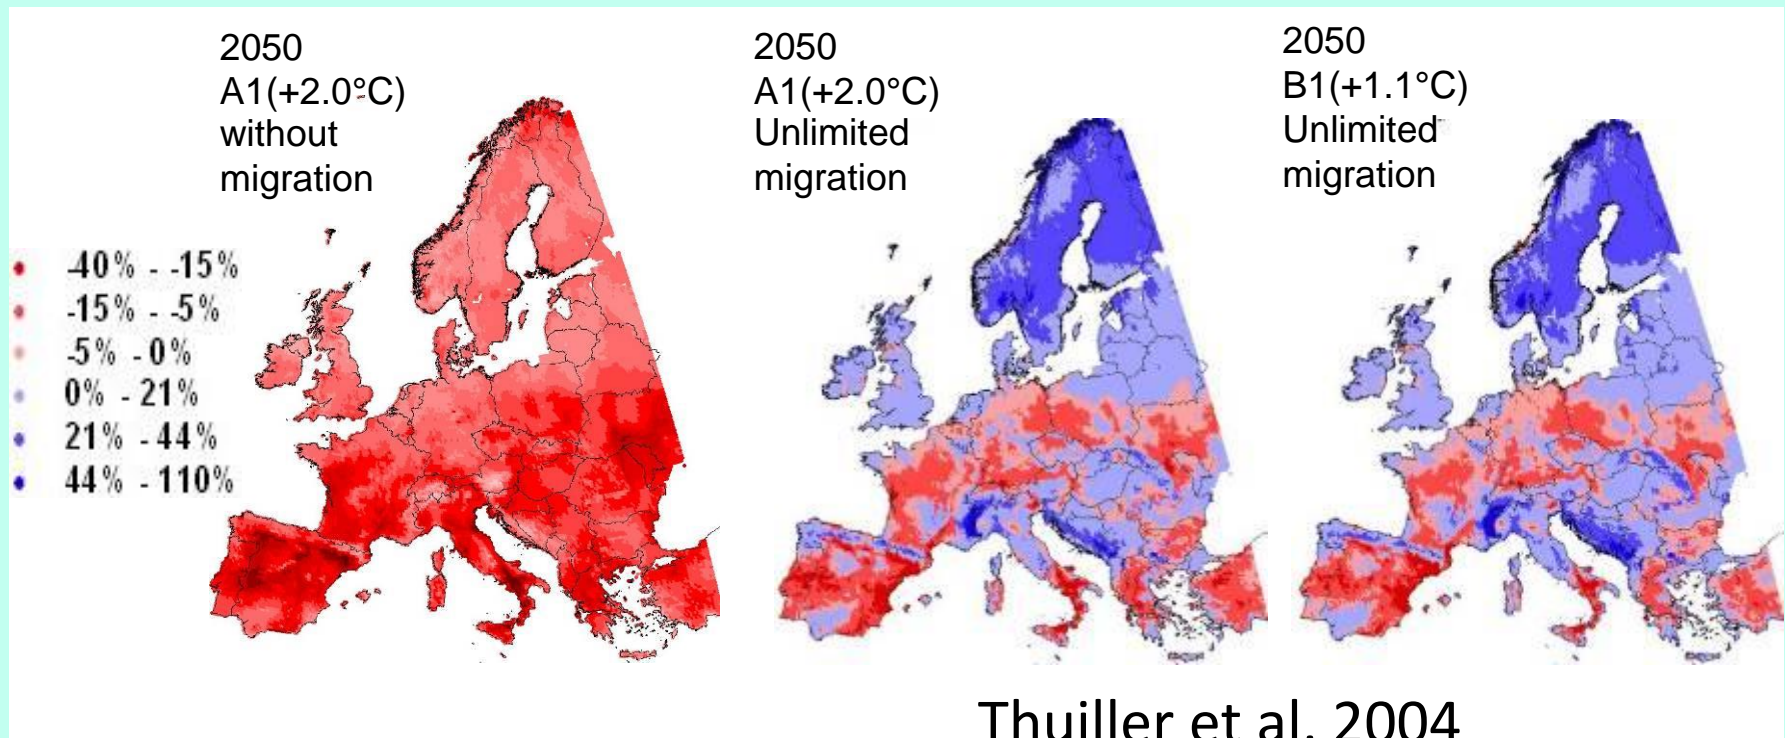 2050
A1(+2.0°C)
without
migration
2050
A1(+2.0°C)
Unlimited
migration
2050
B1(+1.1°C)
Unlimited
migration
-40% - -15%
-15% - -5%
-5% - 0%
0% - 21%
21% - 44%
44% - 110%
Thuiller et al. 2004